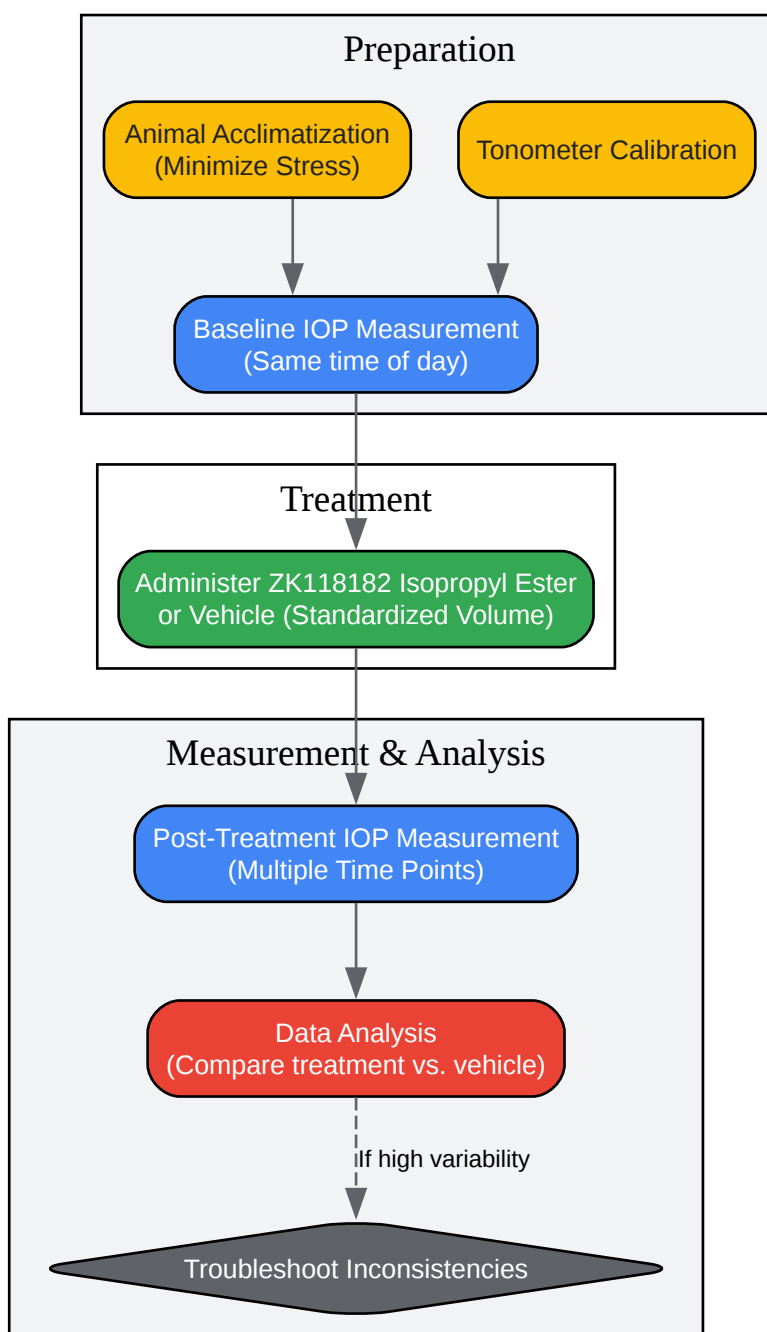 Preparation
Animal Acclimatization
(Minimize Stress)
Tonometer Calibration
Baseline IOP Measurement
(Same time of day)
Treatment
Administer ZK118182 Isopropyl Ester
or Vehicle (Standardized Volume)
Measurement & Analysis
Post-Treatment IOP Measurement
(Multiple Time Points)
Data Analysis
(Compare treatment vs. vehicle)
If high variability
Troubleshoot Inconsistencies